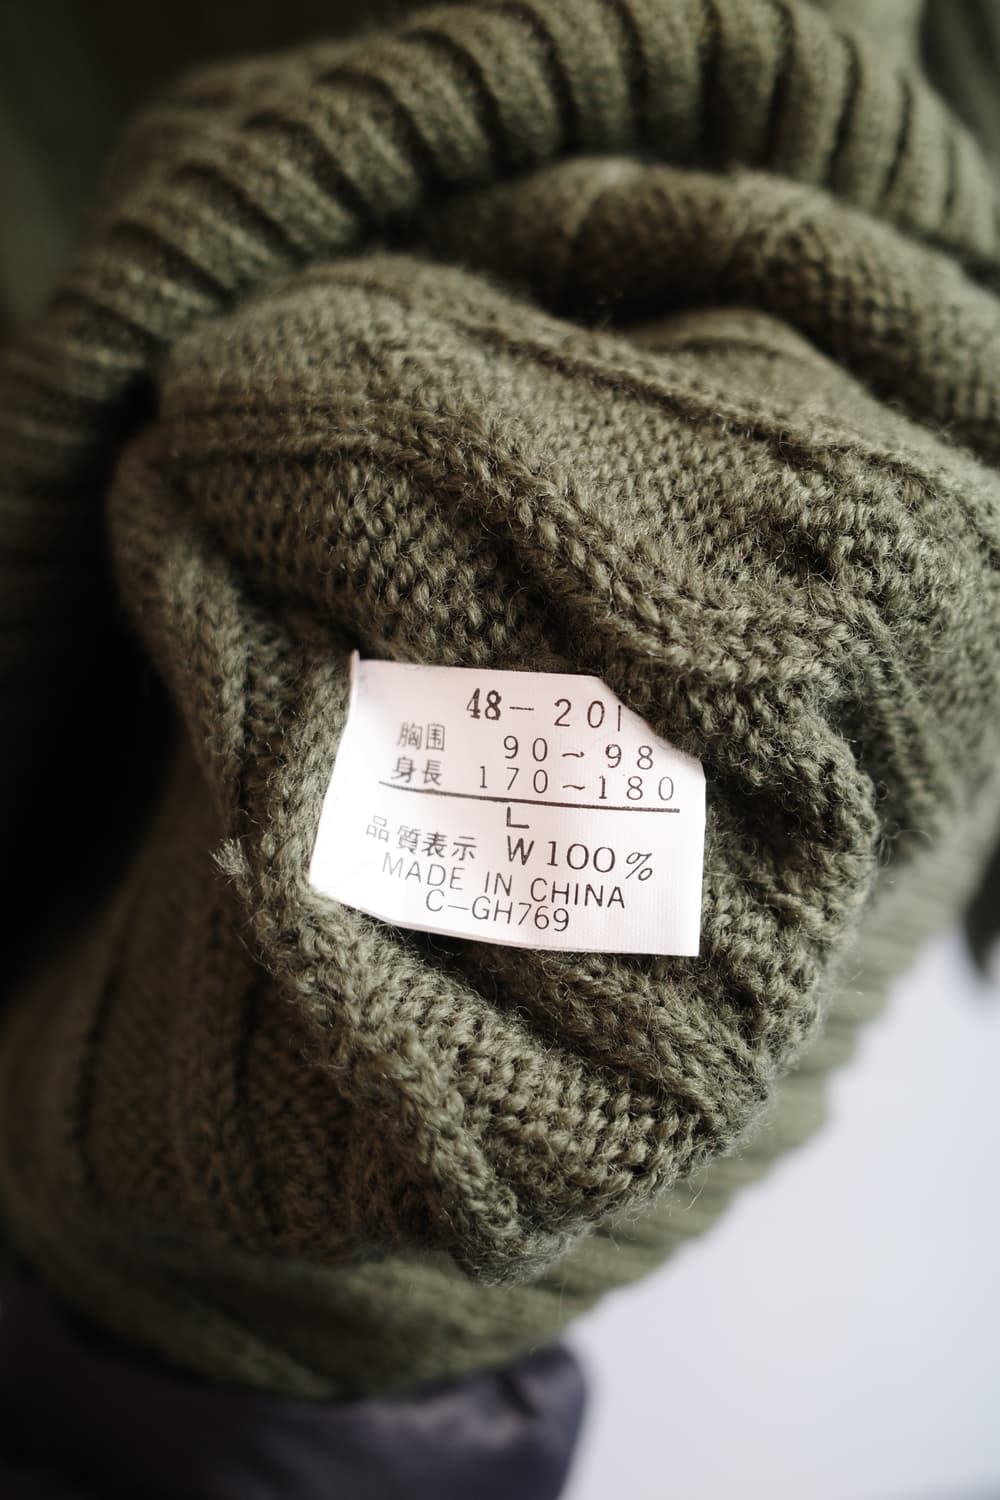 48-201
胸囲 90~98
身長 170~180
L
品質表示 W100%
MADE IN CHINA
C-GH769